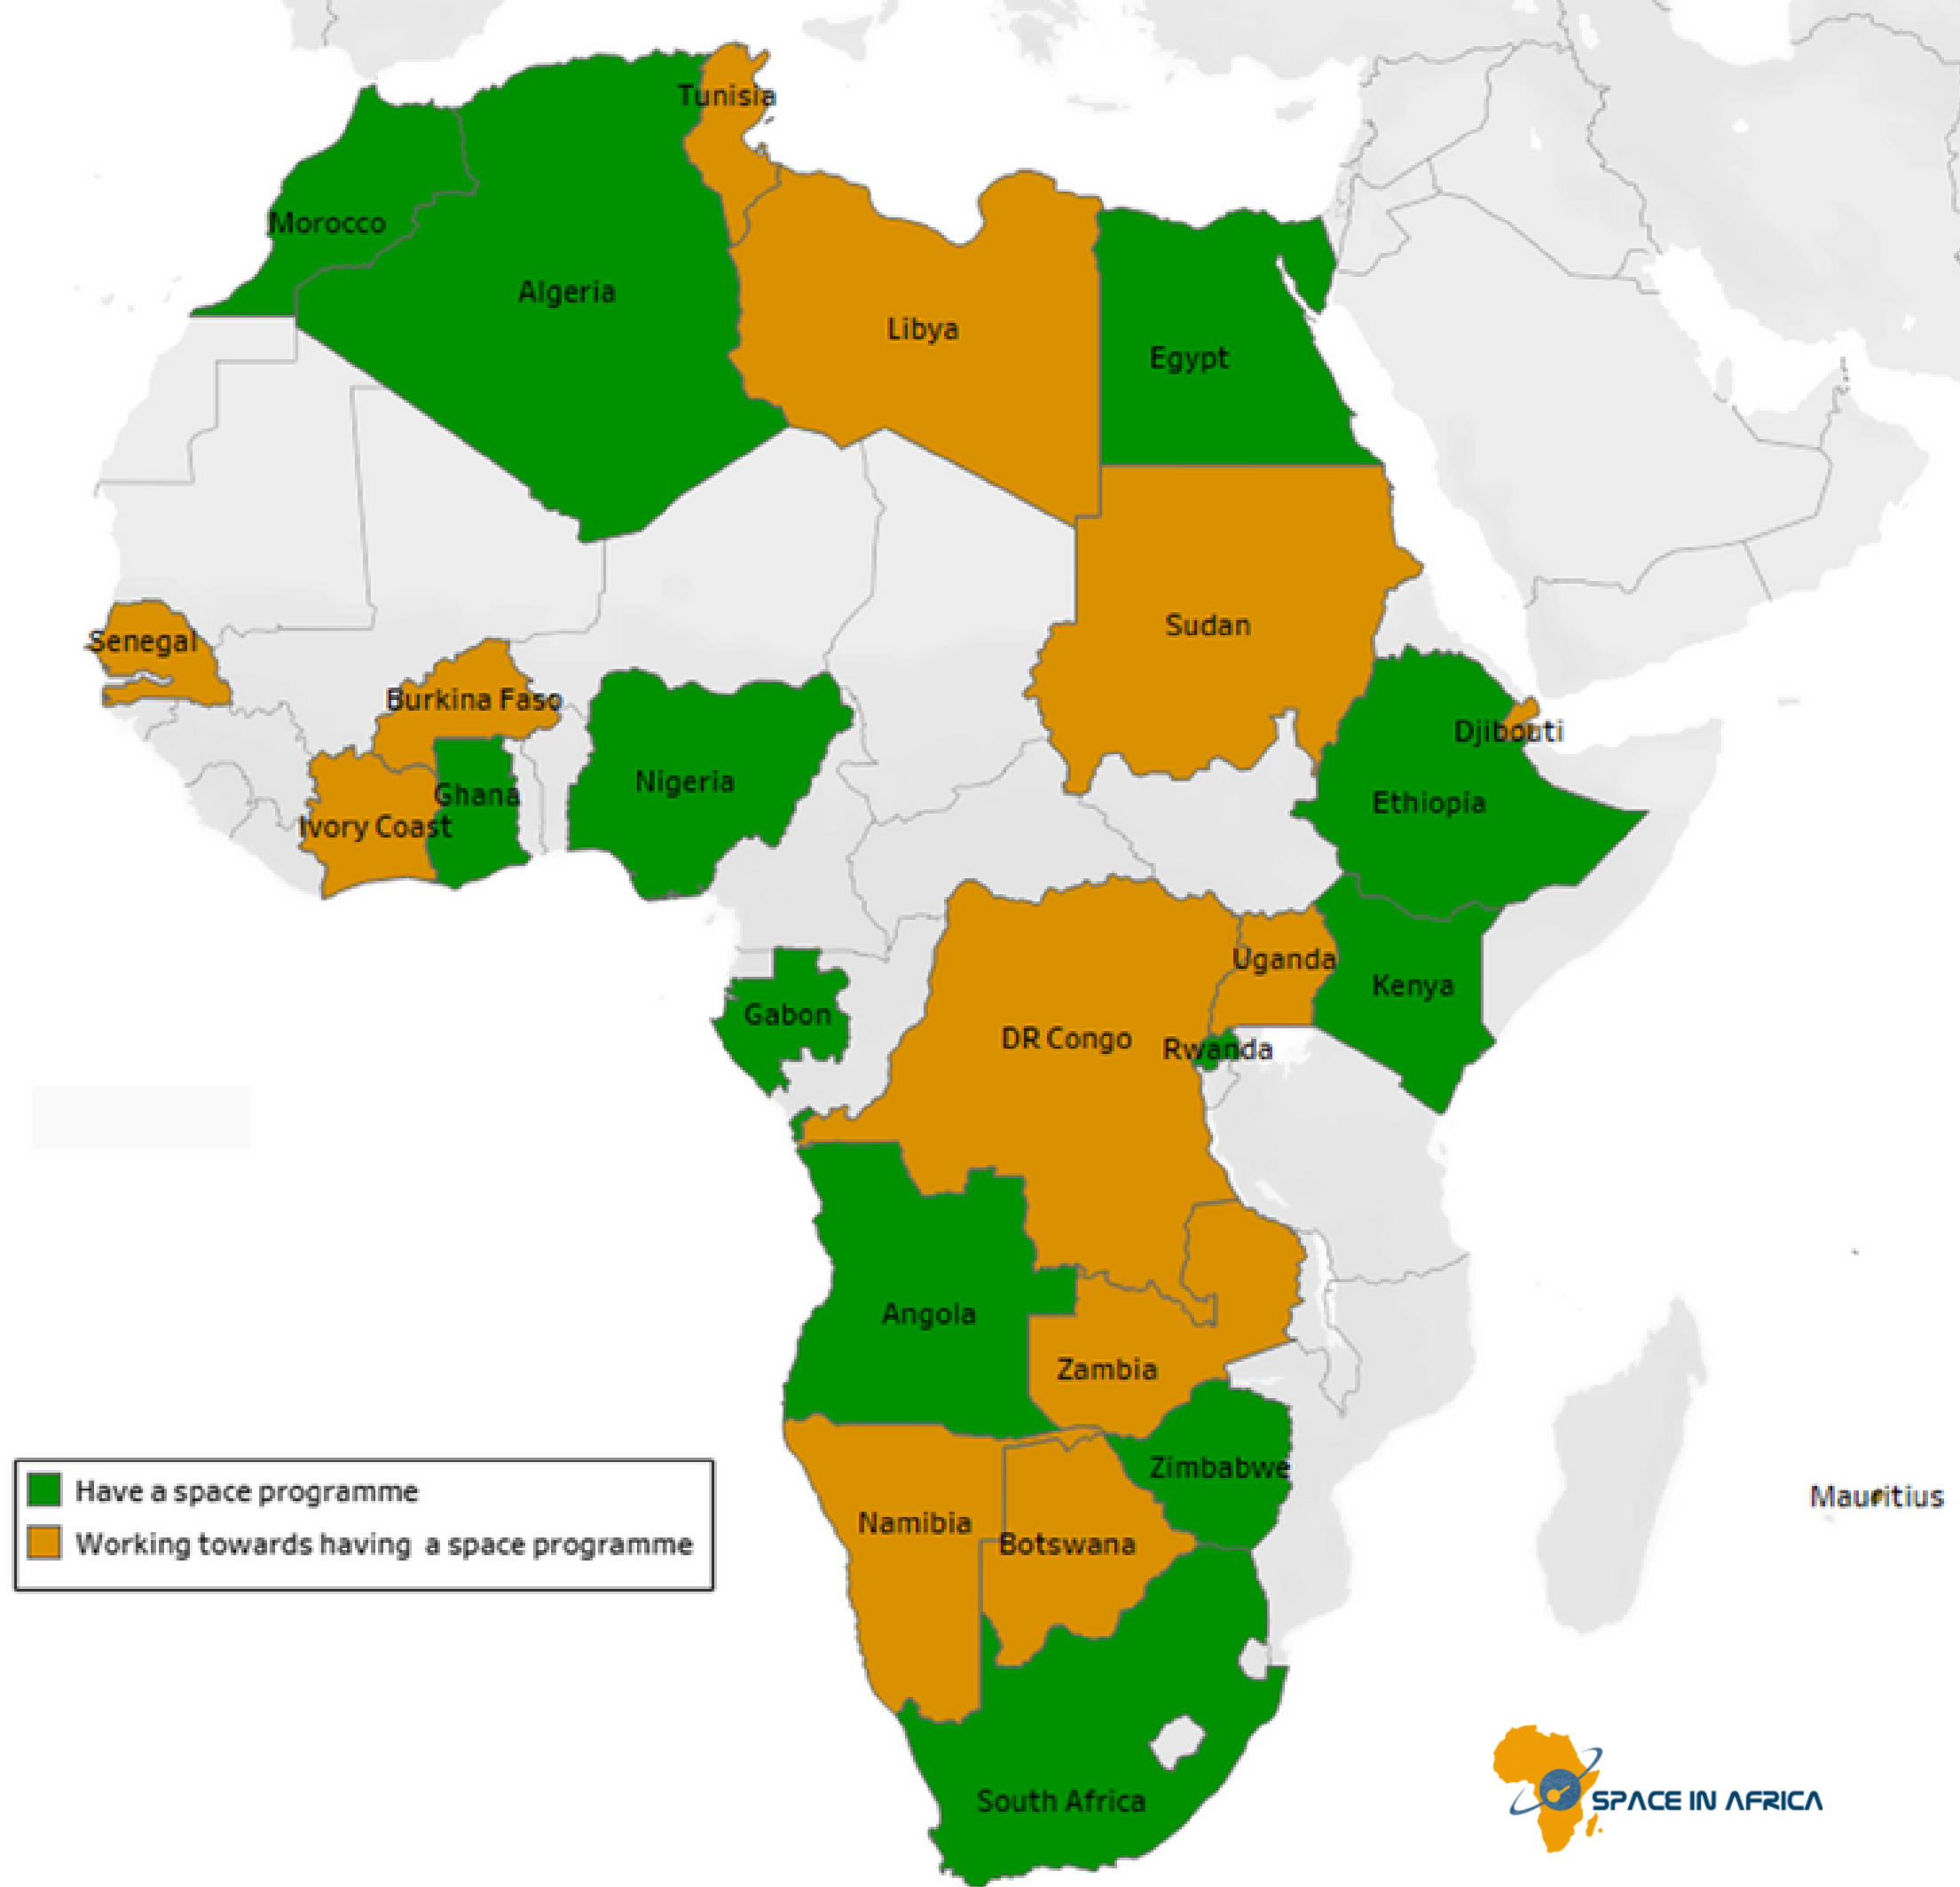 Tunisia
Morocco
Algeria
Libya
Egypt
Sudan
Senegal
Burkina Faso
Djibouti
Nigeria
Ghana
Ethiopia
Ivory Coast
Uganda
Kenya
Gabon
DR Congo
Rwanda
Angola
Zambia
Zimbabwe
Mauritius
Namibia
Botswana
Have a space programme
Working towards having a space programme
South Africa
SPACE IN AFRICA